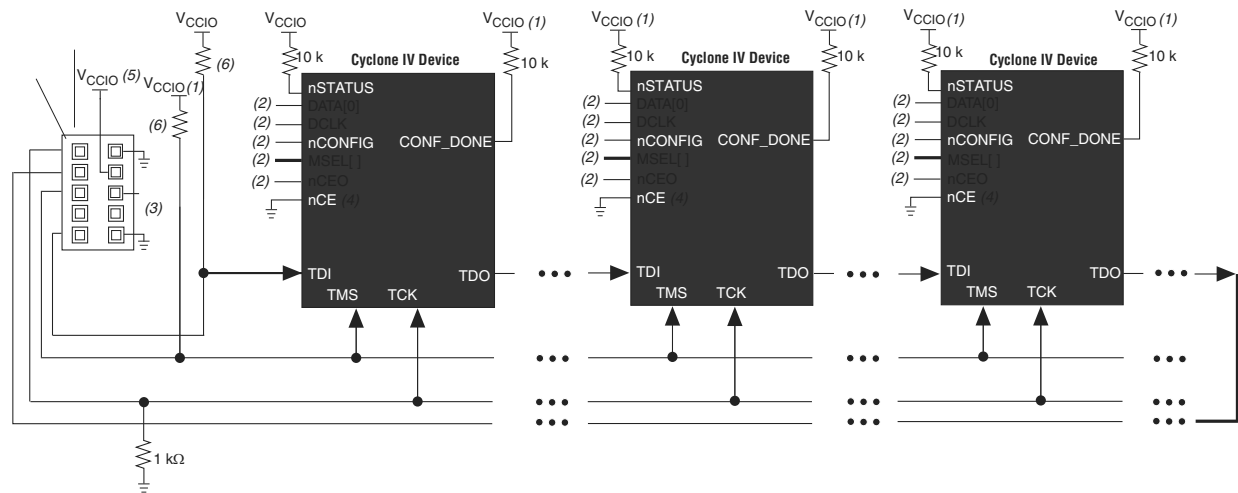 VCCIO
VCCIO (5)
VCCIO (1)
(6)
(6)
(3)
1 kΩ
VCCIO
10 k
VCCIO (1)
10 k
Cyclone IV Device
nSTATUS
(2) DATA[0]
(2) DCLK
(2) nCONFIG CONF_DONE
(2) MSEL[ ]
(2) nCEO
nCE (4)
TDI TDO
TMS TCK
VCCIO (1)
10 k
VCCIO (1)
10 k
Cyclone IV Device
nSTATUS
(2) DATA[0]
(2) DCLK
(2) nCONFIG CONF_DONE
(2) MSEL[ ]
(2) nCEO
nCE (4)
TDI TDO
TMS TCK
VCCIO (1)
10 k
VCCIO (1)
10 k
Cyclone IV Device
nSTATUS
(2) DATA[0]
(2) DCLK
(2) nCONFIG CONF_DONE
(2) MSEL[ ]
(2) nCEO
nCE (4)
TDI TDO
TMS TCK